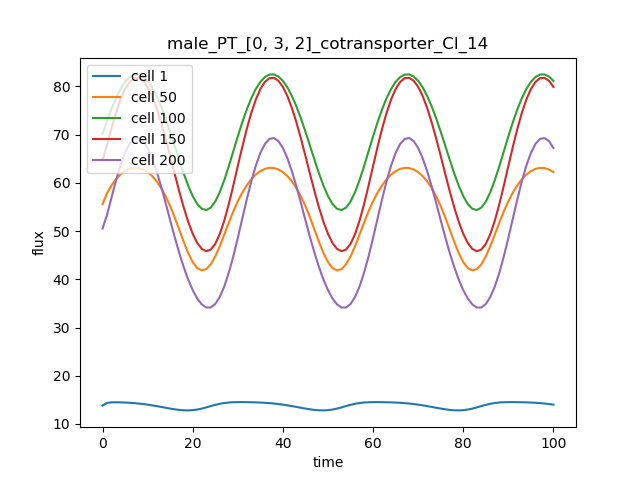 male_PT_[0, 3, 2]_cotransporter_Cl_14
cell 1
cell 50
cell 100
cell 150
cell 200
flux
80
70
60
50
40
30
20
10
0 20 40 60 80 100
time